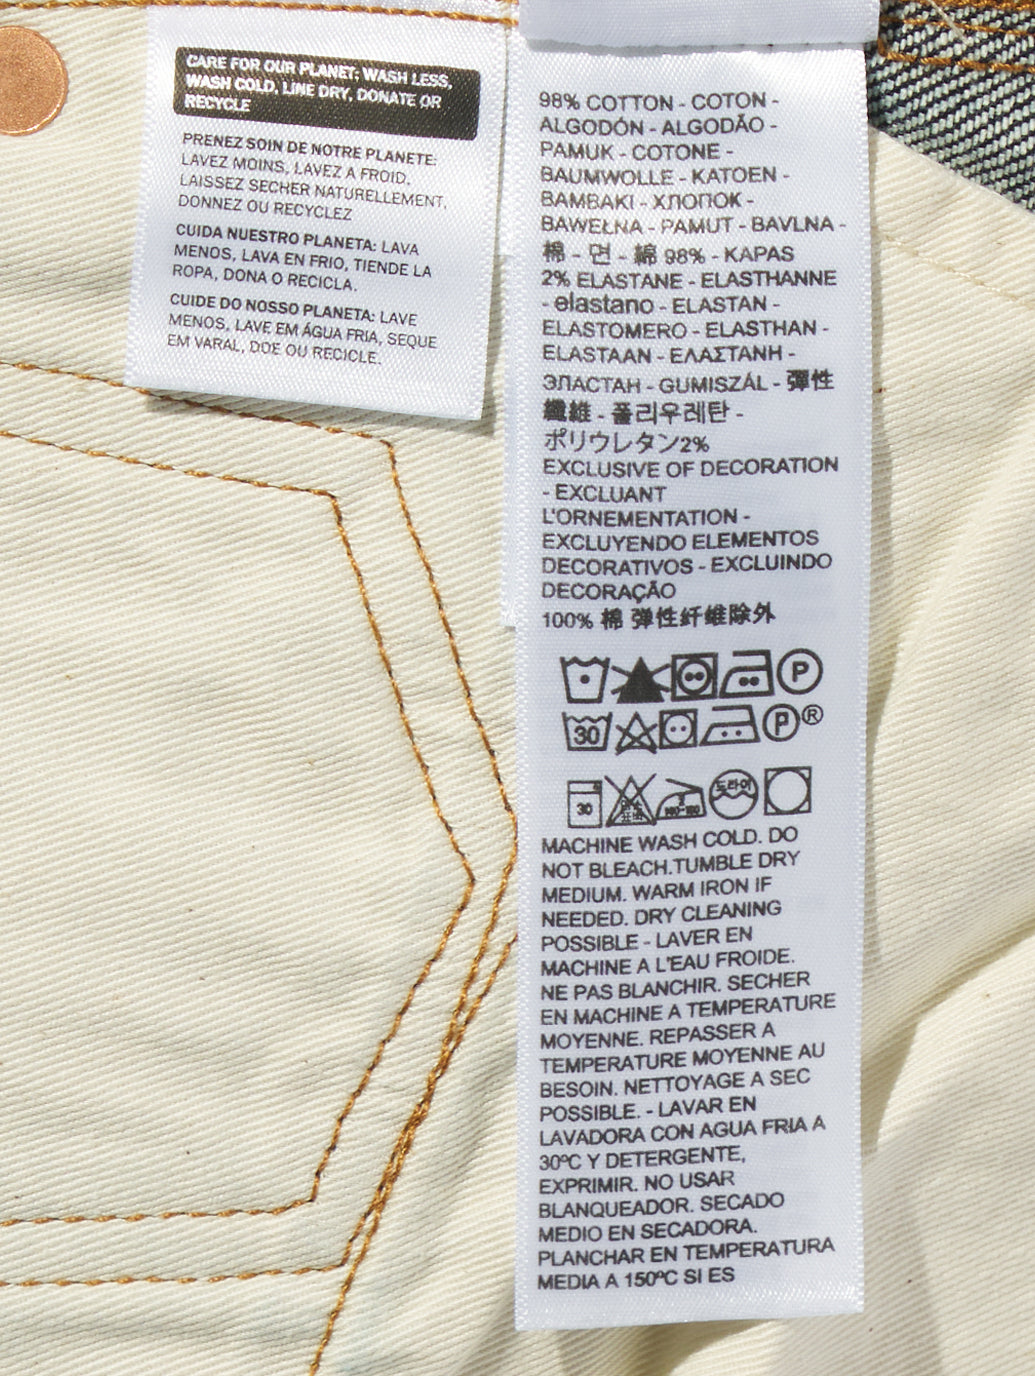 CARE FOR OUR PLANET: WASH LESS,
WASH COLD, LINE DRY, DONATE OR
RECYCLE
PRENEZ SOIN DE NOTRE PLANETE:
LAVEZ MOINS, LAVEZ A FROID,
LAISSEZ SECHER NATURELLEMENT,
DONNEZ OU RECYCLEZ
CUIDA NUESTRO PLANETA: LAVA
MENOS, LAVA EN FRIO, TIENDE LA
ROPA, DONA O RECICLA.
CUIDE DO NOSSO PLANETA: LAVE
MENOS, LAVE EM ÁGUA FRIA, SEQUE
EM VARAL, DOE OU RECICLE.
98% COTTON - COTON -
ALGODÓN - ALGODÃO -
PAMUK - COTONE -
BAUMWOLLE - KATOEN -
BAMBAKI - ХЛОПОК -
BAWEŁNA - PAMUT - BAVLNA -
棉 - 면 - 綿 98% - KAPAS
2% ELASTANE - ELASTHANNE
- elastano - ELASTAN -
ELASTOMERO - ELASTHAN -
ELASTAAN - ΕΛΑΣΤΑΝΗ -
ЭЛАСТАН - GUMISZÁL - 彈性
纖維 - 폴리우레탄 -
ポリウレタン2%
EXCLUSIVE OF DECORATION
- EXCLUANT
L'ORNEMENTATION -
EXCLUYENDO ELEMENTOS
DECORATIVOS - EXCLUINDO
DECORAÇÃO
100% 棉 弹性纤维除外
P
30 P®
30 140-160 드라이
MACHINE WASH COLD. DO
NOT BLEACH.TUMBLE DRY
MEDIUM. WARM IRON IF
NEEDED. DRY CLEANING
POSSIBLE - LAVER EN
MACHINE A L'EAU FROIDE.
NE PAS BLANCHIR. SECHER
EN MACHINE A TEMPERATURE
MOYENNE. REPASSER A
TEMPERATURE MOYENNE AU
BESOIN. NETTOYAGE A SEC
POSSIBLE. - LAVAR EN
LAVADORA CON AGUA FRIA A
30ºC Y DETERGENTE,
EXPRIMIR. NO USAR
BLANQUEADOR. SECADO
MEDIO EN SECADORA.
PLANCHAR EN TEMPERATURA
MEDIA A 150ºC SI ES